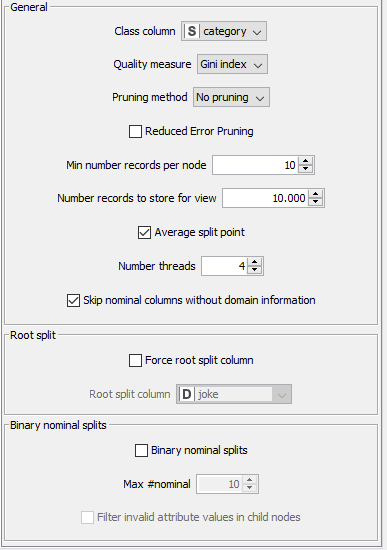 General
Class column S category
Quality measure Gini index
Pruning method No pruning
Reduced Error Pruning
Min number records per node 10
Number records to store for view 10.000
Average split point
Number threads 4
Skip nominal columns without domain information
Root split
Force root split column
Root split column D joke
Binary nominal splits
Binary nominal splits
Max #nominal 10
Filter invalid attribute values in child nodes